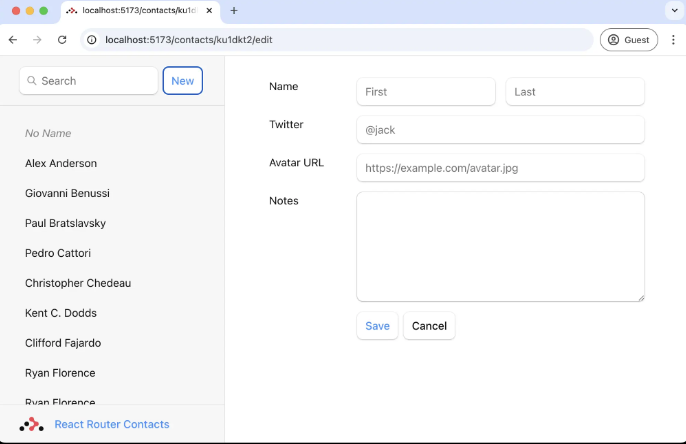 localhost:5173/contacts/ku1
localhost:5173/contacts/ku1dkt2/edit
Guest
Search
New
No Name
Alex Anderson
Giovanni Benussi
Paul Bratslavsky
Pedro Cattori
Christopher Chedeau
Kent C. Dodds
Clifford Fajardo
Ryan Florence
Ryan Florence
React Router Contacts
Name
First
Last
Twitter
@jack
Avatar URL
https://example.com/avatar.jpg
Notes
Save
Cancel